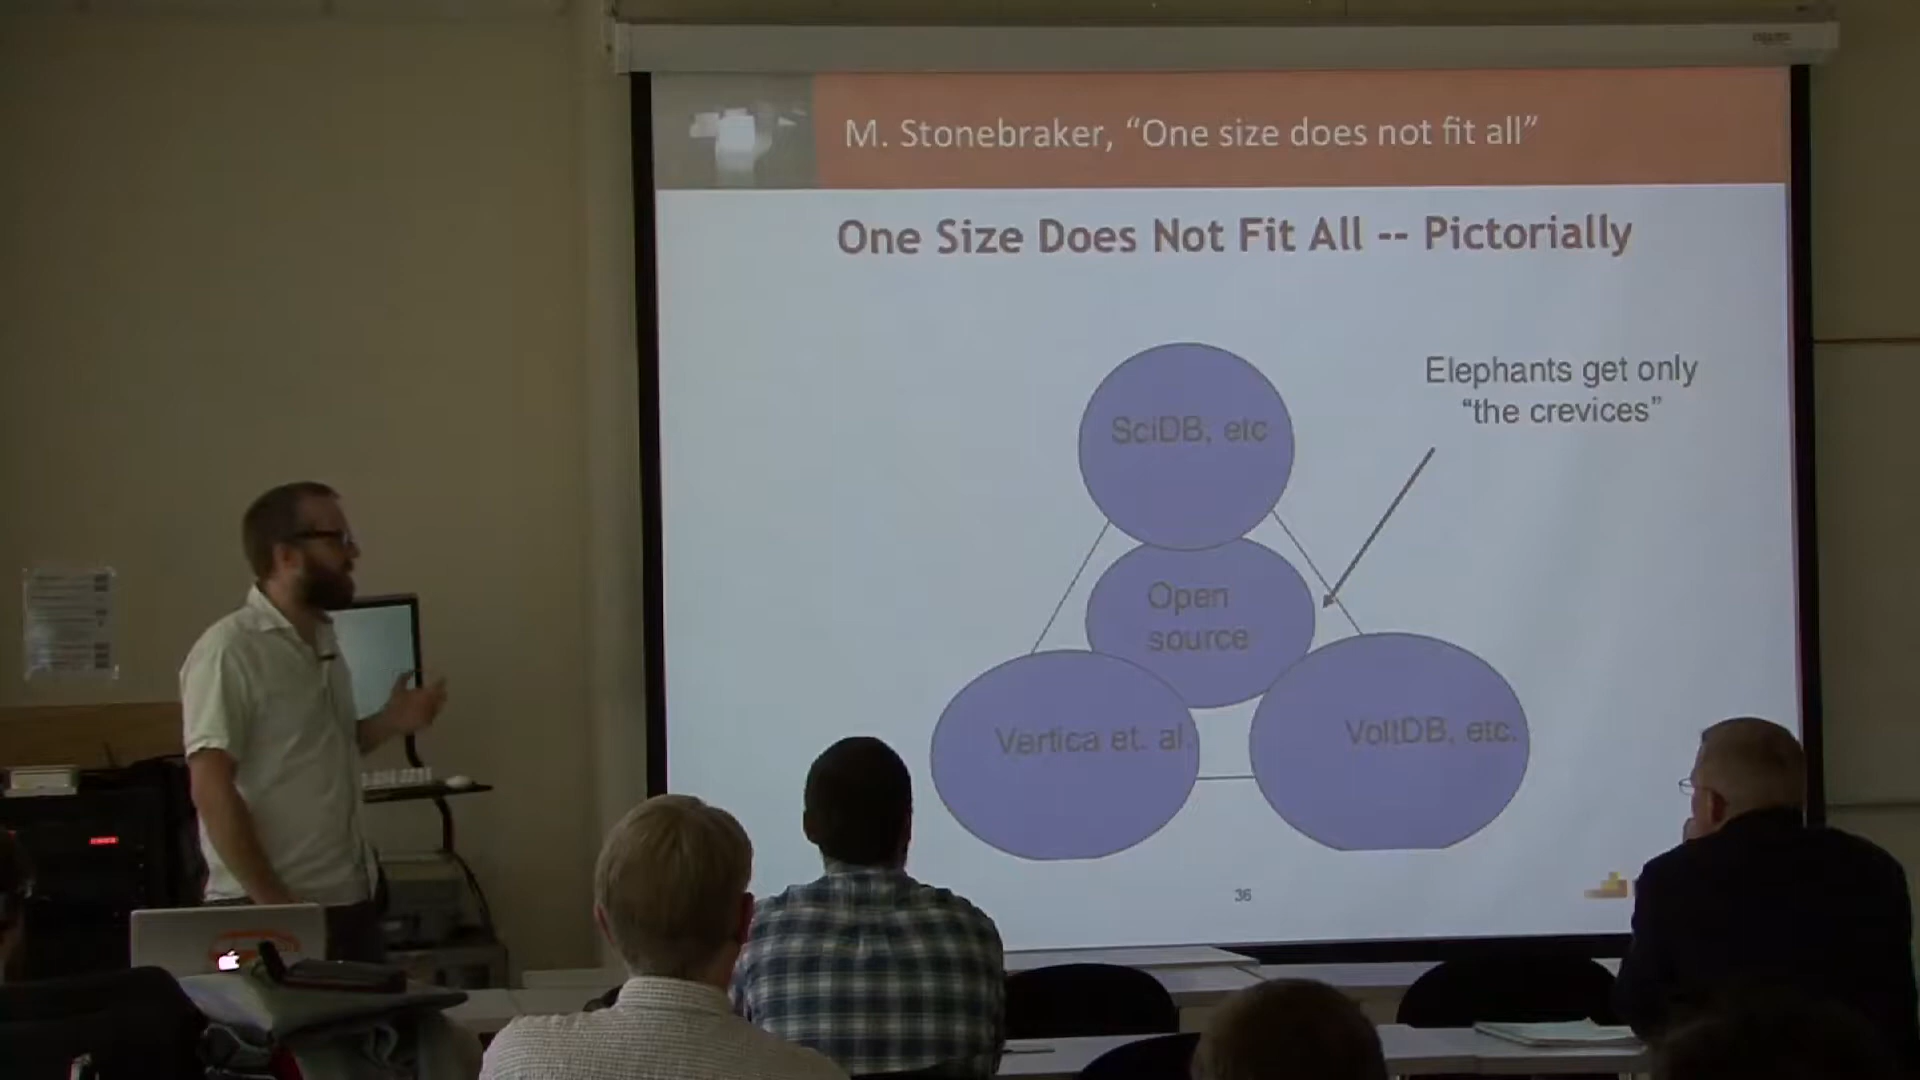 M. Stonebraker, “One size does not fit all”
One Size Does Not Fit All -- Pictorially
Elephants get only
“the crevices”
SciDB, etc
Open
source
Vertica et. al.
VoltDB, etc.
36